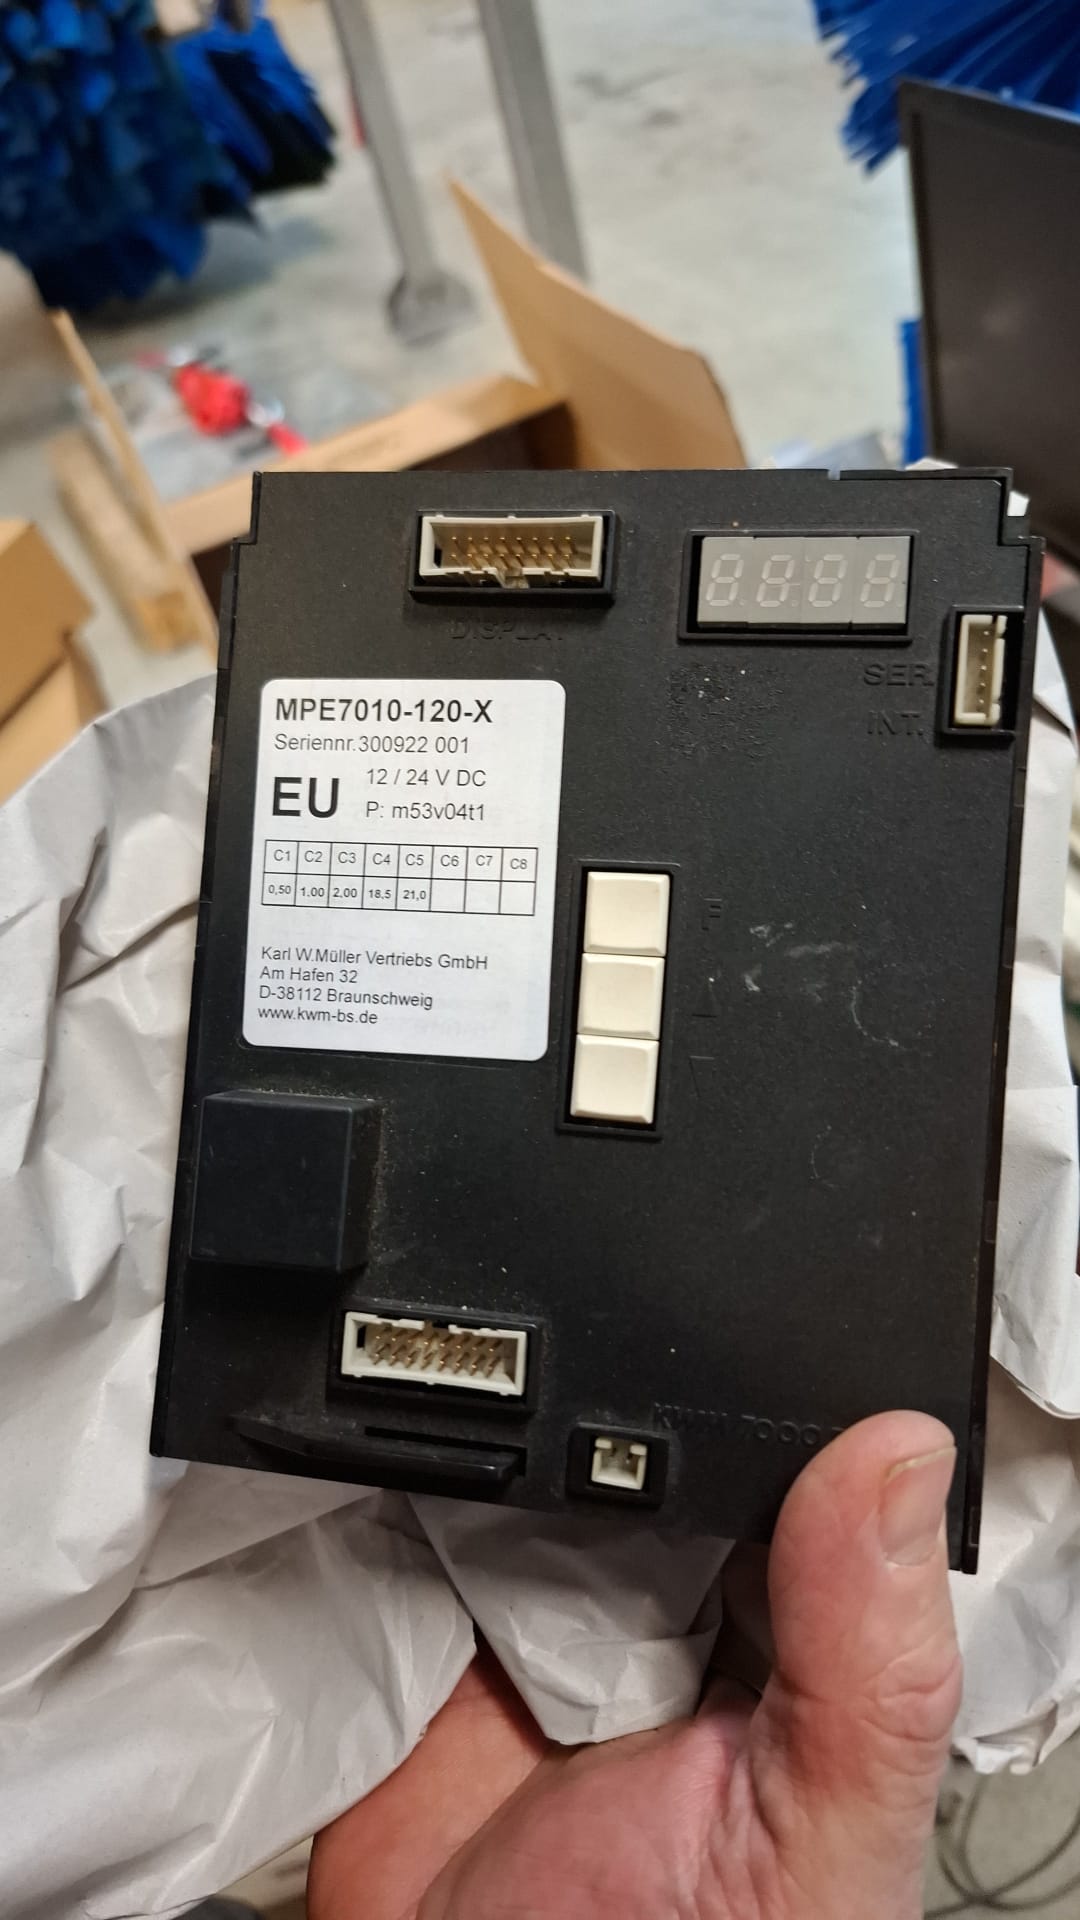 DISPLAY
SER.
INT.
MPE7010-120-X
Seriennr.300922 001
EU
12 / 24 V DC
P: m53v04t1
C1 C2 C3 C4 C5 C6 C7 C8
0,50 1.00 2,00 18,5 21,0
F
Karl W.Müller Vertriebs GmbH
Am Hafen 32
D-38112 Braunschweig
www.kwm-bs.de
KWM 7000